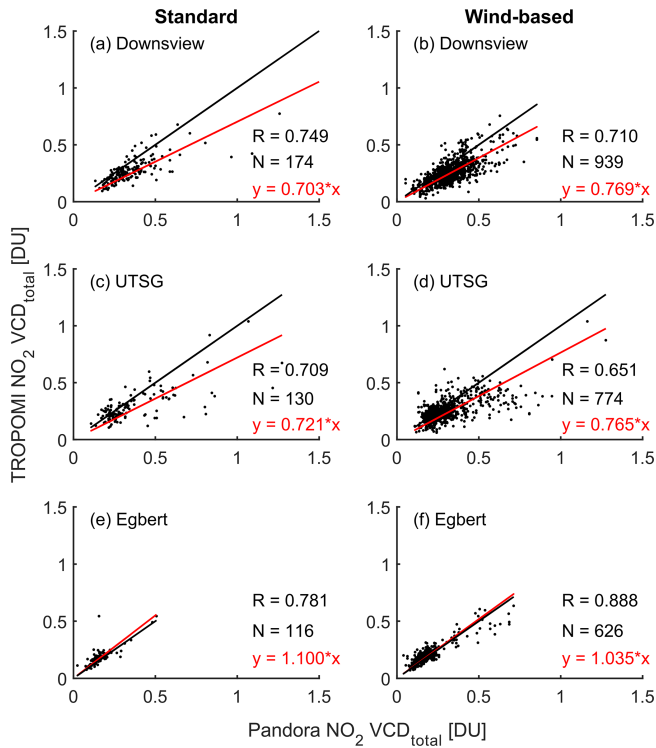 Standard
Wind-based
(a) Downsview
R = 0.749
N = 174
y = 0.703*x
1.5
1
0.5
0
0
0.5
1
1.5
(b) Downsview
R = 0.710
N = 939
y = 0.769*x
1.5
1
0.5
0
0
0.5
1
1.5
TROPOMI NO2 VCDtotal [DU]
(c) UTSG
R = 0.709
N = 130
y = 0.721*x
1.5
1
0.5
0
0
0.5
1
1.5
(d) UTSG
R = 0.651
N = 774
y = 0.765*x
1.5
1
0.5
0
0
0.5
1
1.5
(e) Egbert
R = 0.781
N = 116
y = 1.100*x
1.5
1
0.5
0
0
0.5
1
1.5
(f) Egbert
R = 0.888
N = 626
y = 1.035*x
1.5
1
0.5
0
0
0.5
1
1.5
Pandora NO2 VCDtotal [DU]